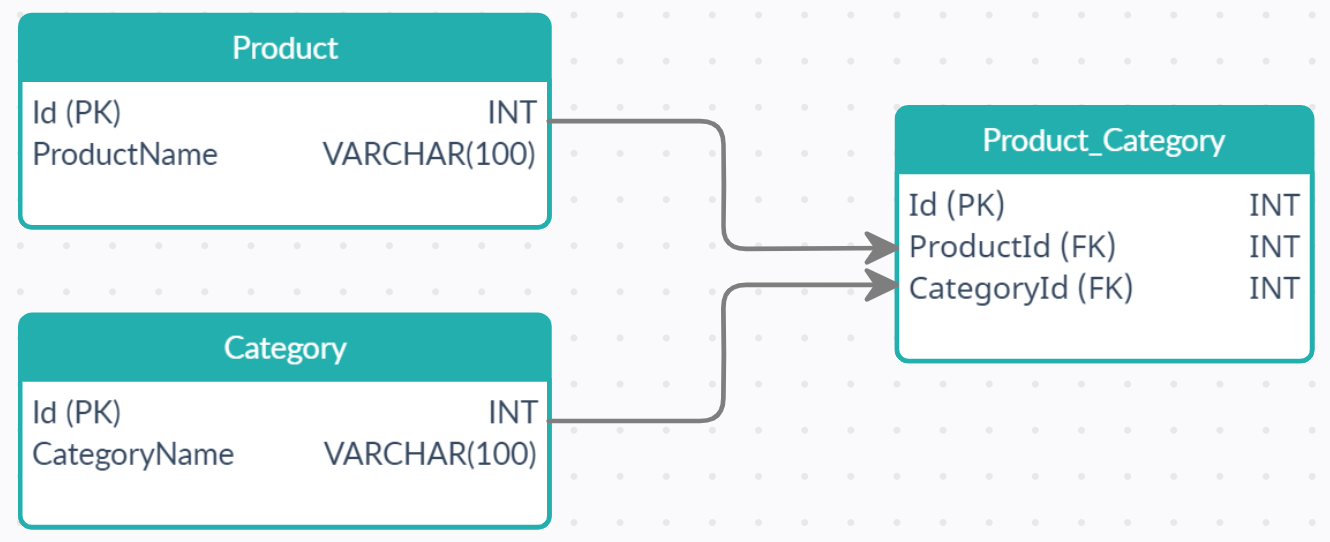 Product
Id (PK) INT
ProductName VARCHAR(100)
Category
Id (PK) INT
CategoryName VARCHAR(100)
Product_Category
Id (PK) INT
ProductId (FK) INT
CategoryId (FK) INT